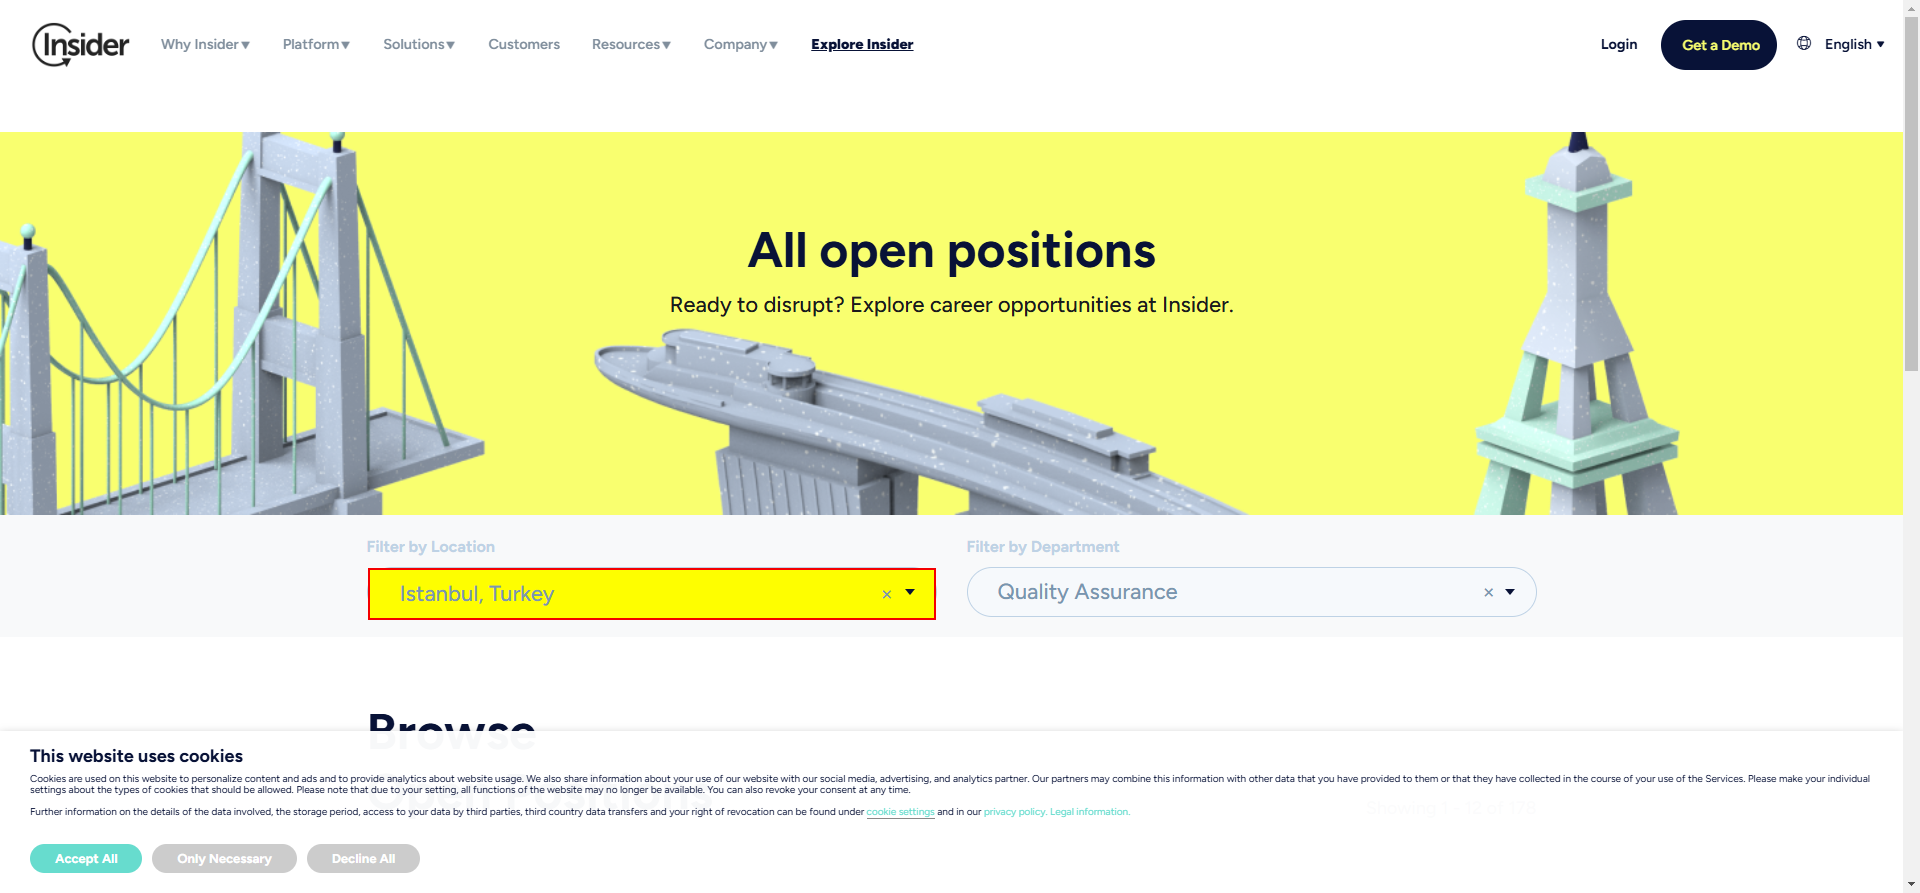 Insider
Why Insider
Platform
Solutions
Customers
Resources
Company
Explore Insider
Login
Get a Demo
English
All open positions
Ready to disrupt? Explore career opportunities at Insider.
Filter by Location
Filter by Department
Istanbul, Turkey ×
Quality Assurance ×
Browse
This website uses cookies
Cookies are used on this website to personalize content and ads and to provide analytics about website usage. We also share information about your use of our website with our social media, advertising, and analytics partner. Our partners may combine this information with other data that you have provided to them or that they have collected in the course of your use of the Services. Please make your individual
settings about the types of cookies that should be allowed. Please note that due to your setting, all functions of the website may no longer be available. You can also revoke your consent at any time.
Open Positions
Showing 1 - 12 of 178
Further information on the details of the data involved, the storage period, access to your data by third parties, third country data transfers and your right of revocation can be found under cookie settings and in our privacy policy. Legal information.
Accept All
Only Necessary
Decline All